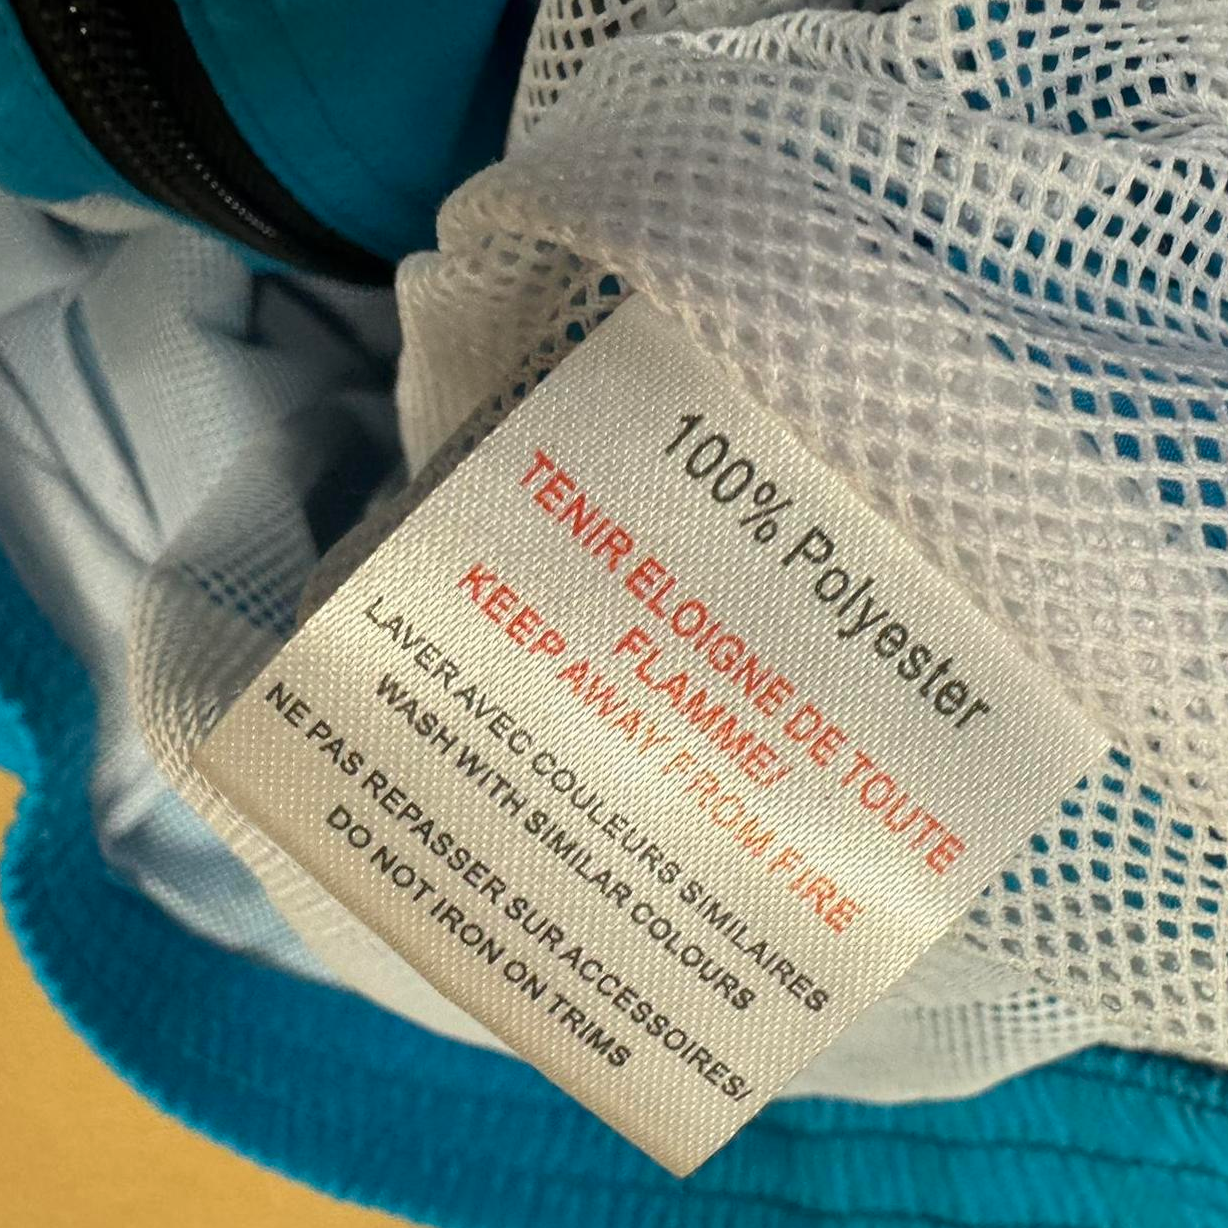 100% Polyester
TENIR ELOIGNE DE TOUTE
FLAMME/
KEEP AWAY FROM FIRE
LAVER AVEC COULEURS SIMILAIRES
WASH WITH SIMILAR COLOURS
NE PAS REPASSER SUR ACCESSOIRES/
DO NOT IRON ON TRIMS